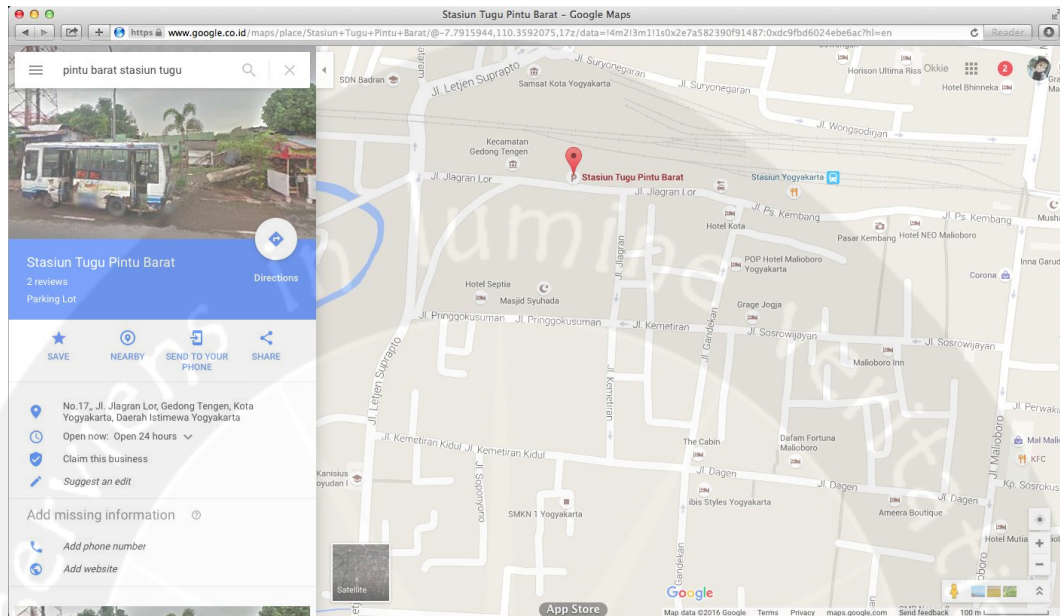 Stasiun Tugu Pintu Barat – Google Maps
https www.google.co.id/maps/place/Stasiun+Tugu+Pintu+Barat/@-7.7915944,110.3592075,17z/data=!4m2!3m1!1s0x2e7a582390f91487:0xdc9fbd6024ebe6ac?hl=en
Reader
pintu barat stasiun tugu
Stasiun Tugu Pintu Barat
2 reviews
Parking Lot
Directions
SAVE
NEARBY
SEND TO YOUR
PHONE
SHARE
No.17,, Jl. Jlagran Lor, Gedong Tengen, Kota
Yogyakarta, Daerah Istimewa Yogyakarta
Open now: Open 24 hours
Claim this business
Suggest an edit
Add missing information
Add phone number
Add website
SDN Badran
Jl. Letjen Suprapto
Samsat Kota Yogyakarta
Jl. Suryonegaran
Jl. Suryonegaran
Horison Ultima Riss
Okkie
2
Hotel Bhinneka
Jl. Wongsodirjan
Kecamatan
Gedong Tengen
Jl. Jlagran Lor
P
Stasiun Tugu Pintu Barat
Jl. Jlagran Lor
Stasiun Yogyakarta
Jl. Ps. Kembang
Jl. Ps. Kembang
Hotel Kota
Pasar Kembang
Hotel NEO Malioboro
Jl. Jlagran
POP Hotel Malioboro
Yogyakarta
Corona
Hotel Septia
Masjid Syuhada
Grage Jogja
Jl. Pringgokusuman
Jl. Pringgokusuman
Jl. Kemetiran
Jl. Gandekan
Jl. Sosrowijayan
Jl. Sosrowijayan
Malioboro Inn
Jl. Letjen Suprapto
Jl. Kemetiran
Jl. Malioboro
KFC
Jl. Kemetiran Kidul
Jl. Kemetiran Kidul
The Cabin
Dafam Fortuna
Malioboro
Jl. Dagen
Jl. Dagen
Jl. Dagen
Jl. Soponyono
SMKN 1 Yogyakarta
ibis Styles Yogyakarta
Ameera Boutique
Jl. Gandekan
Satellite
Google
App Store
Map data ©2016 Google
Terms
Privacy
maps.google.com
Send feedback
100 m